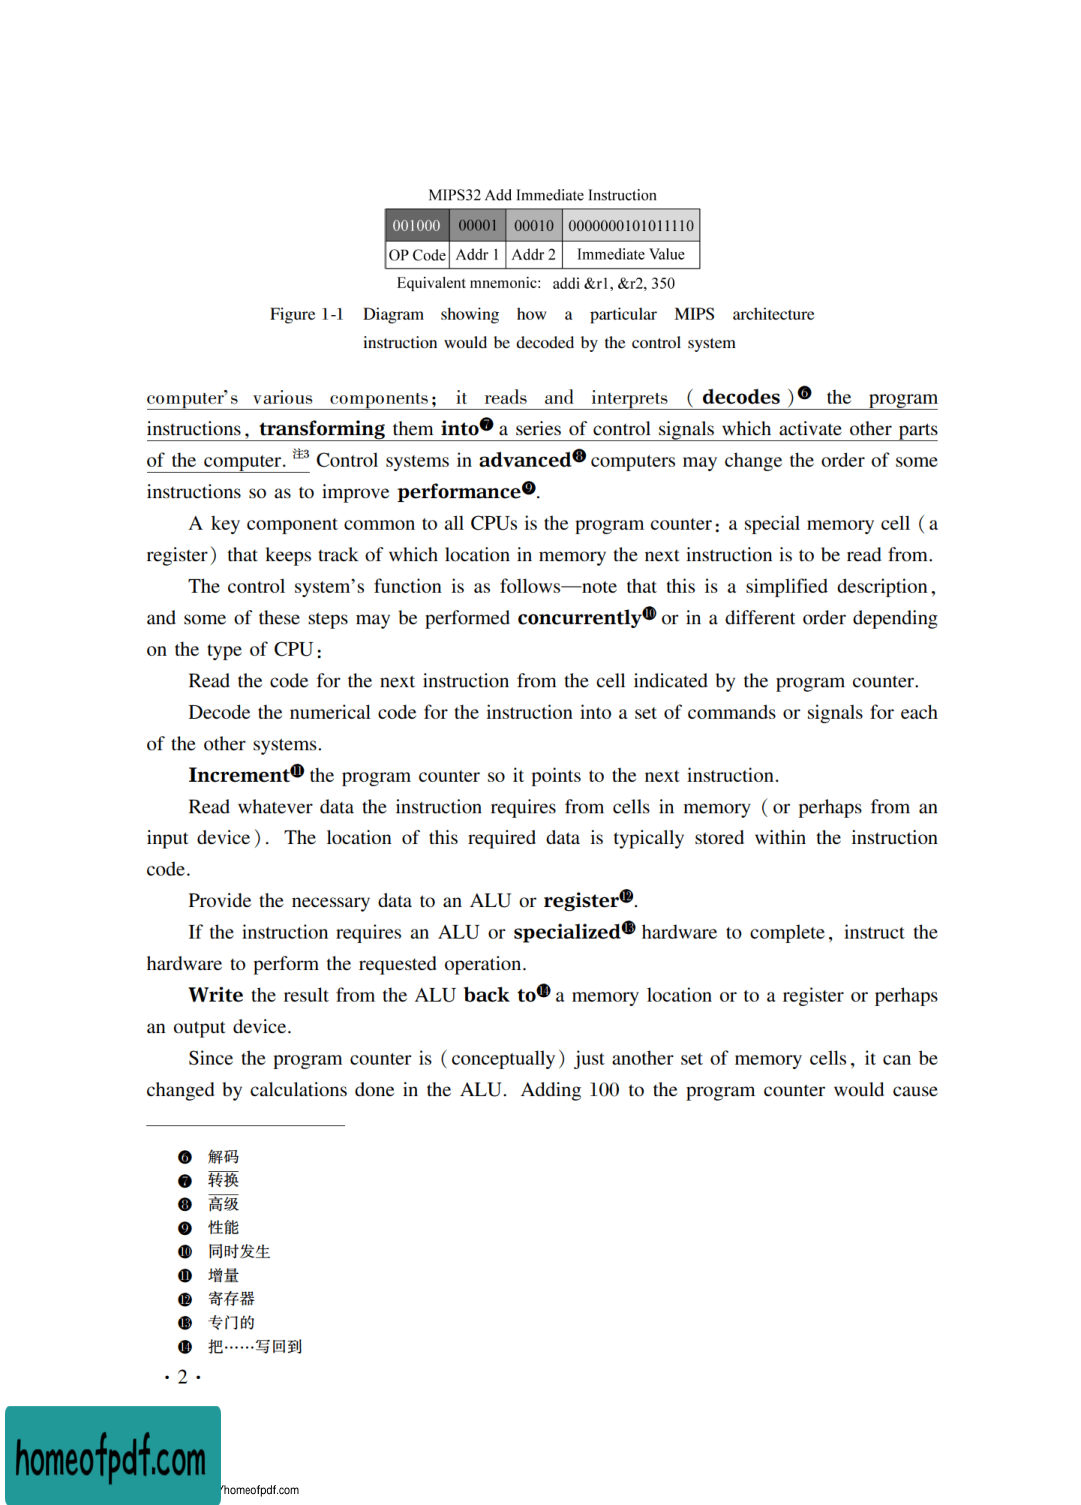 MIPS32 Add Immediate Instruction
001000 00001 00010 0000000101011110
OP Code Addr 1 Addr 2 Immediate Value
Equivalent mnemonic: addi &r1, &r2, 350
Figure 1-1 Diagram showing how a particular MIPS architecture
instruction would be decoded by the control system
computer's various components; it reads and interprets (decodes)❻ the program
instructions, transforming them into❼ a series of control signals which activate other parts
of the computer. 注3 Control systems in advanced❽ computers may change the order of some
instructions so as to improve performance❾.
A key component common to all CPUs is the program counter: a special memory cell (a
register) that keeps track of which location in memory the next instruction is to be read from.
The control system's function is as follows—note that this is a simplified description,
and some of these steps may be performed concurrently❿ or in a different order depending
on the type of CPU:
Read the code for the next instruction from the cell indicated by the program counter.
Decode the numerical code for the instruction into a set of commands or signals for each
of the other systems.
Increment⓫ the program counter so it points to the next instruction.
Read whatever data the instruction requires from cells in memory (or perhaps from an
input device). The location of this required data is typically stored within the instruction
code.
Provide the necessary data to an ALU or register⓬.
If the instruction requires an ALU or specialized⓭ hardware to complete, instruct the
hardware to perform the requested operation.
Write the result from the ALU back to⓮ a memory location or to a register or perhaps
an output device.
Since the program counter is (conceptually) just another set of memory cells, it can be
changed by calculations done in the ALU. Adding 100 to the program counter would cause
❻ 解码
❼ 转换
❽ 高级
❾ 性能
❿ 同时发生
⓫ 增量
⓬ 寄存器
⓭ 专门的
⓮ 把……写回到
· 2 ·
homeofpdf.com
/homeofpdf.com